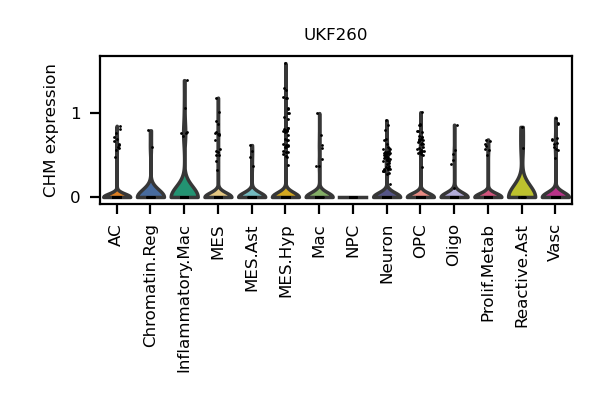 UKF260
CHM expression
1
0
AC
Chromatin.Reg
Inflammatory.Mac
MES
MES.Ast
MES.Hyp
Mac
NPC
Neuron
OPC
Oligo
Prolif.Metab
Reactive.Ast
Vasc